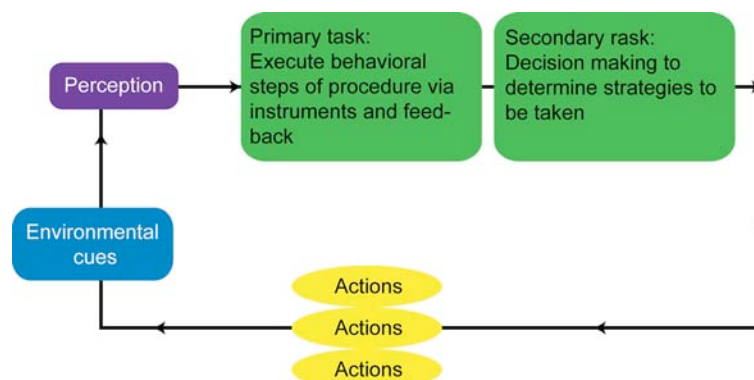 Primary task:
Execute behavioral
steps of procedure via
instruments and feed-
back
Secondary rask:
Decision making to
determine strategies to
be taken
Perception
Environmental
cues
Actions
Actions
Actions